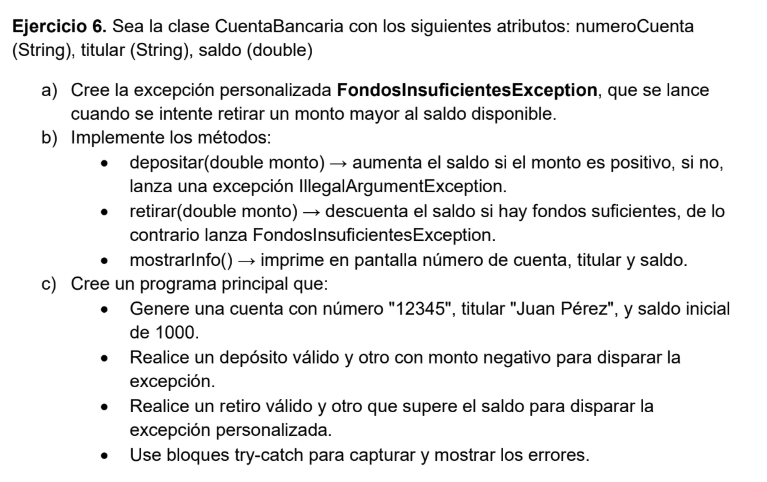 Ejercicio 6. Sea la clase CuentaBancaria con los siguientes atributos: numeroCuenta
(String), titular (String), saldo (double)
a) Cree la excepción personalizada FondosInsuficientesException, que se lance
cuando se intente retirar un monto mayor al saldo disponible.
b) Implemente los métodos:
• depositar(double monto) → aumenta el saldo si el monto es positivo, si no,
lanza una excepción IllegalArgumentException.
• retirar(double monto) → descuenta el saldo si hay fondos suficientes, de lo
contrario lanza FondosInsuficientesException.
• mostrarInfo() → imprime en pantalla número de cuenta, titular y saldo.
c) Cree un programa principal que:
• Genere una cuenta con número "12345", titular "Juan Pérez", y saldo inicial
de 1000.
• Realice un depósito válido y otro con monto negativo para disparar la
excepción.
• Realice un retiro válido y otro que supere el saldo para disparar la
excepción personalizada.
• Use bloques try-catch para capturar y mostrar los errores.